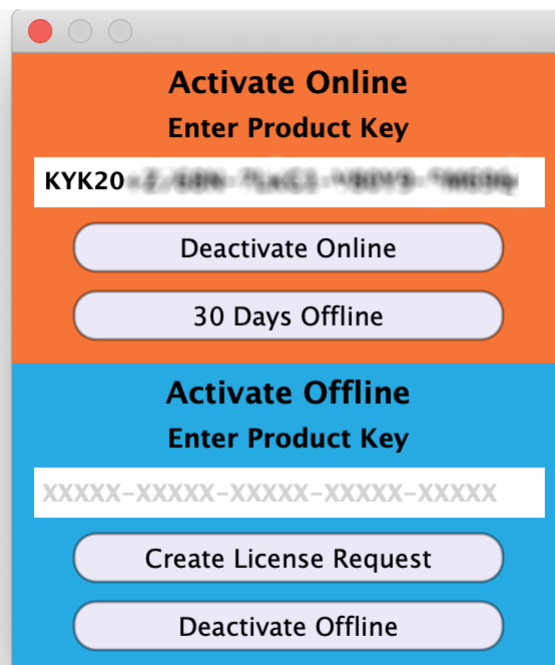 Activate Online
Enter Product Key
KYK20
Deactivate Online
30 Days Offline
Activate Offline
Enter Product Key
XXXXX-XXXXX-XXXXX-XXXXX-XXXXX
Create License Request
Deactivate Offline